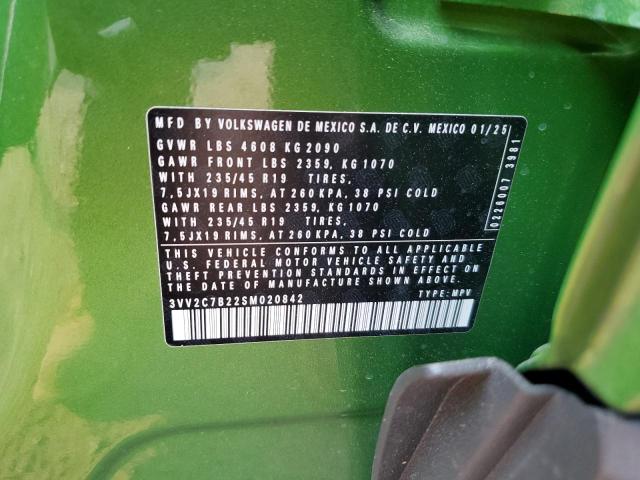 MFD BY VOLKSWAGEN DE MEXICO S.A. DE C.V. MEXICO 01/25
GVWR LBS 4608 KG 2090
GAWR FRONT LBS 2359, KG 1070
WITH 235/45 R19 TIRES,
7,5JX19 RIMS, AT 260 KPA, 38 PSI COLD
GAWR REAR LBS 2359, KG 1070
WITH 235/45 R19 TIRES,
7,5JX19 RIMS, AT 260 KPA, 38 PSI COLD
THIS VEHICLE CONFORMS TO ALL APPLICABLE
U.S. FEDERAL MOTOR VEHICLE SAFETY AND
THEFT PREVENTION STANDARDS IN EFFECT ON
THE DATE OF MANUFACTURE SHOWN ABOVE.
3VV2C7B22SM020842 TYPE: MPV
0226007 3981